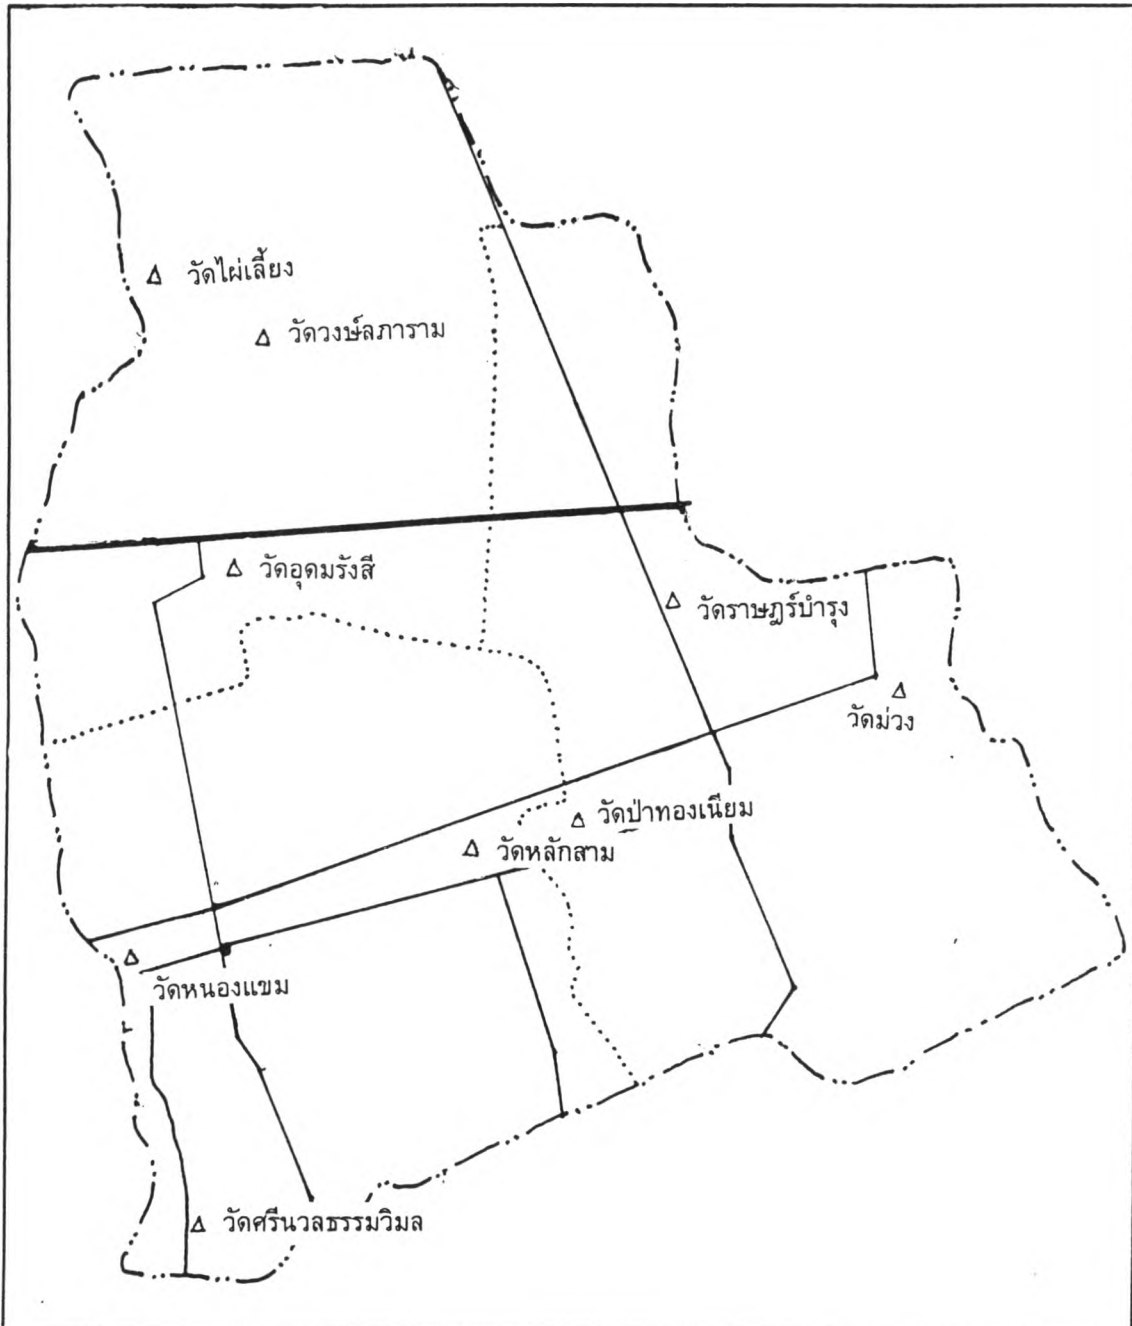 วัดไผ่เลี้ยง
วัดวงษ์ลภาราม
วัดอุดมรังสี
วัดราษฎร์บำรุง
วัดม่วง
วัดป่าทองเนียม
วัดหลักสาม
วัดหนองแขม
วัดศรีนวลธรรมวิมล